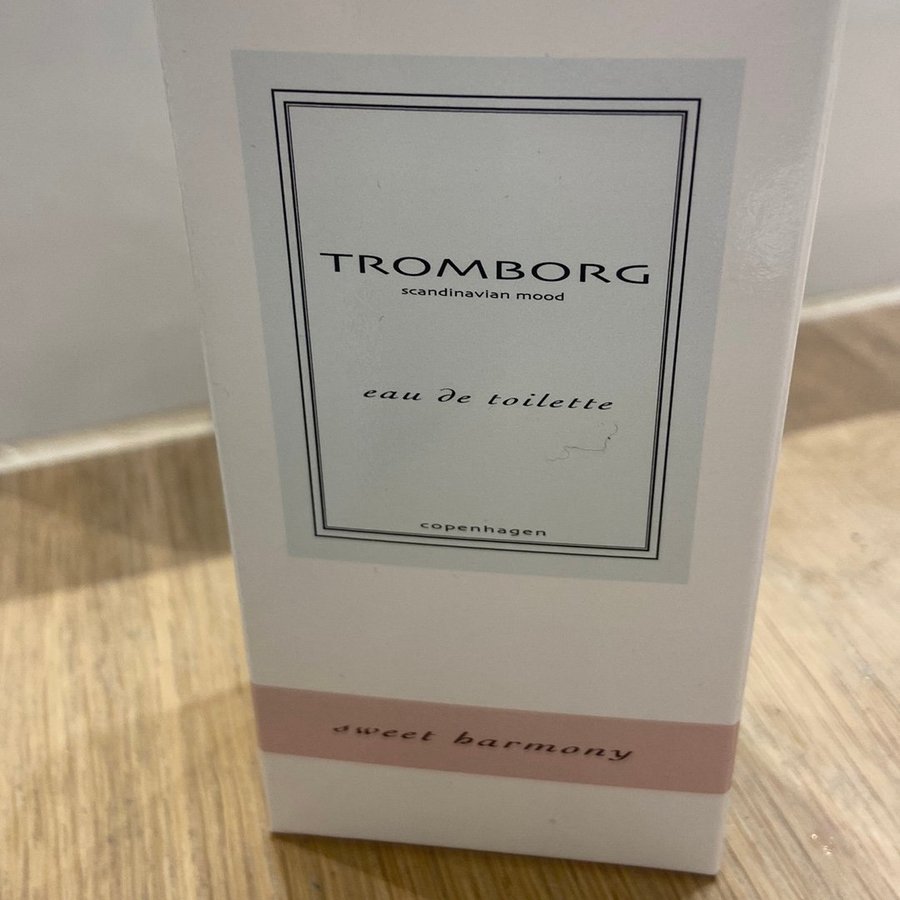 TROMBORG
scandinavian mood
eau de toilette
copenhagen
sweet harmony